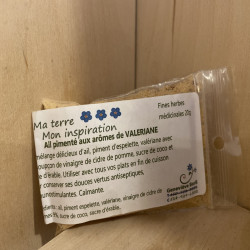 Ma terre
Mon inspiration
Fines herbes
médicinales 20g
Ail pimenté aux arômes de VALERIANE
mélange délicieux d'ail, piment d'espelette, valériane avec
soupçon de vinaigre de cidre de pomme, sucre de coco et
d'érable. Utiliser avec tous vos plats en fin de cuisson
conserver ses douces vertus antiseptiques,
Calmante.
ail, piment espelette, valériane, vinaigre de cidre de
sucre de coco, sucre d'érable.